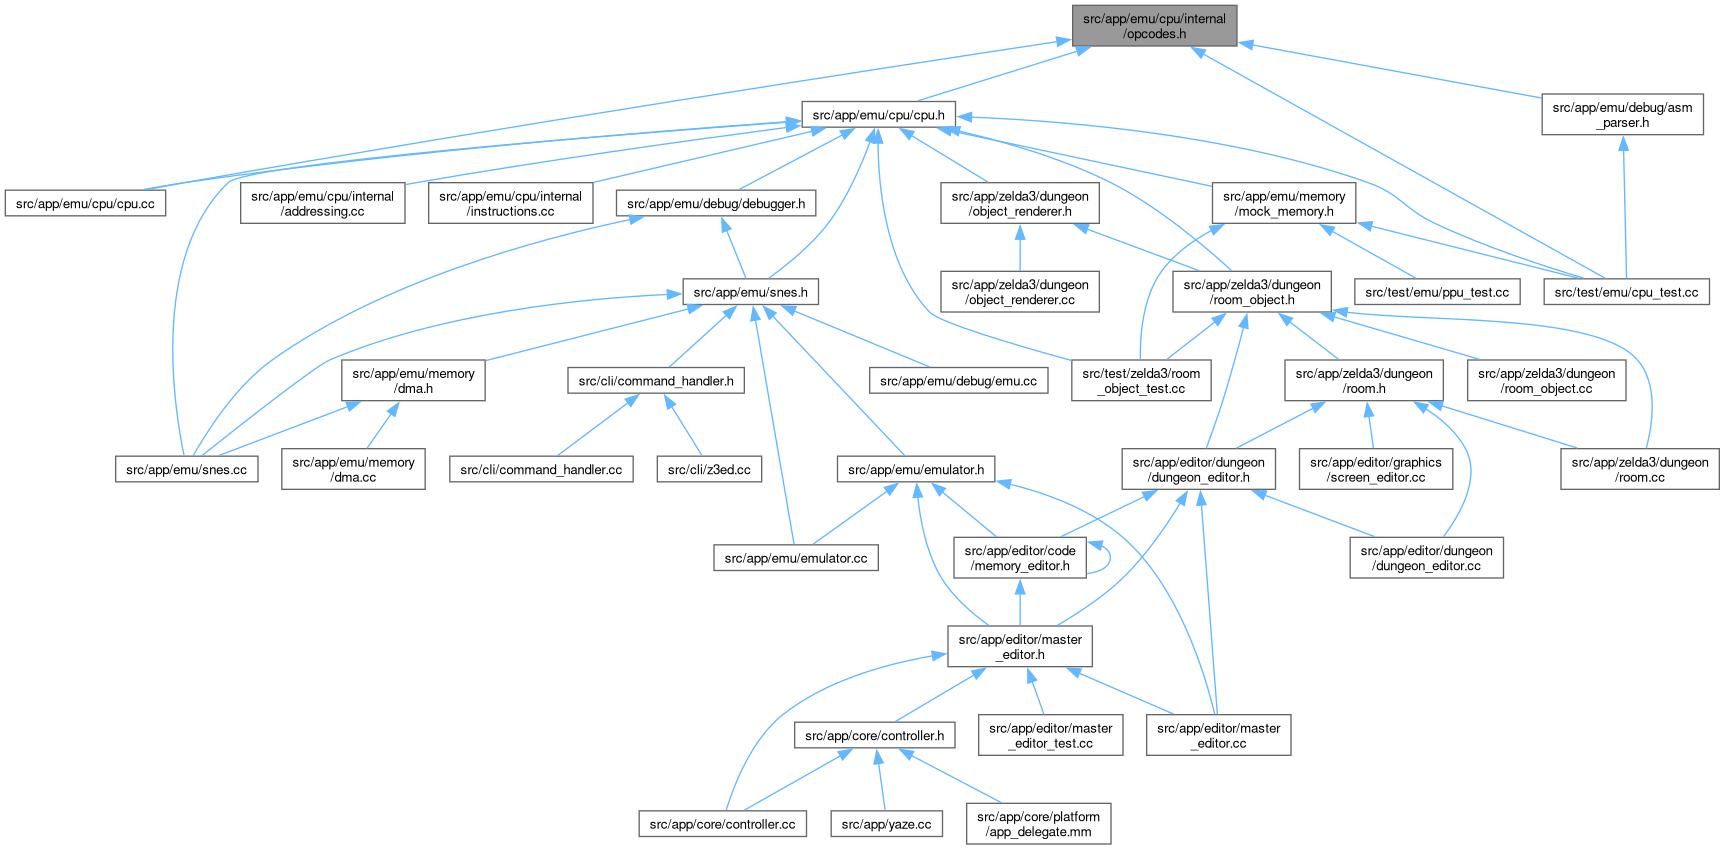 src/app/emu/cpu/internal
/opcodes.h
src/app/emu/cpu/cpu.h
src/app/emu/debug/asm
_parser.h
src/app/emu/cpu/cpu.cc
src/app/emu/cpu/internal
/addressing.cc
src/app/emu/cpu/internal
/instructions.cc
src/app/emu/debug/debugger.h
src/app/zelda3/dungeon
/object_renderer.h
src/app/emu/memory
/mock_memory.h
src/app/emu/snes.h
src/app/zelda3/dungeon
/object_renderer.cc
src/app/zelda3/dungeon
/room_object.h
src/test/emu/ppu_test.cc
src/test/emu/cpu_test.cc
src/app/emu/memory
/dma.h
src/cli/command_handler.h
src/app/emu/debug/emu.cc
src/test/zelda3/room
_object_test.cc
src/app/zelda3/dungeon
/room.h
src/app/zelda3/dungeon
/room_object.cc
src/app/emu/snes.cc
src/app/emu/memory
/dma.cc
src/cli/command_handler.cc
src/cli/z3ed.cc
src/app/emu/emulator.h
src/app/editor/dungeon
/dungeon_editor.h
src/app/editor/graphics
/screen_editor.cc
src/app/zelda3/dungeon
/room.cc
src/app/emu/emulator.cc
src/app/editor/code
/memory_editor.h
src/app/editor/dungeon
/dungeon_editor.cc
src/app/editor/master
_editor.h
src/app/core/controller.h
src/app/editor/master
_editor_test.cc
src/app/editor/master
_editor.cc
src/app/core/controller.cc
src/app/yaze.cc
src/app/core/platform
/app_delegate.mm